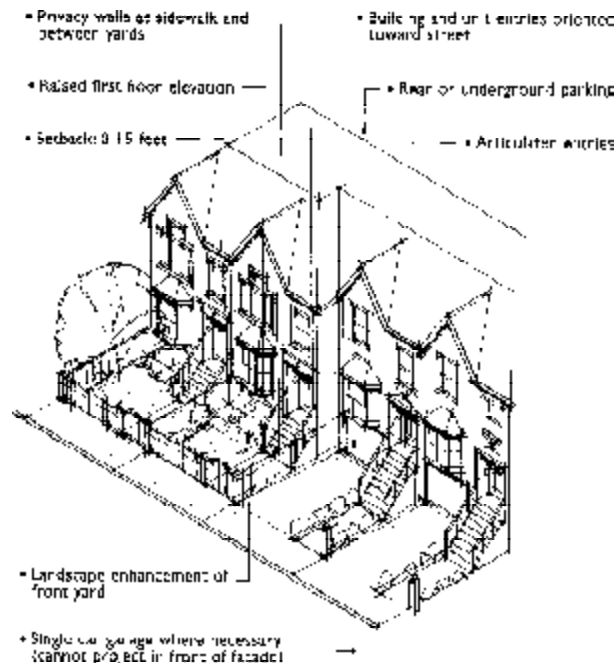 • Privacy walls at sidewalk and
between yards
• Building and unit entries oriented
toward street
• Raised first floor elevation
• Rear or underground parking
• Setback: 8-15 feet
• Articulated entries
• Landscape enhancement of
front yard
• Single car garage where necessary
(cannot project in front of facade)